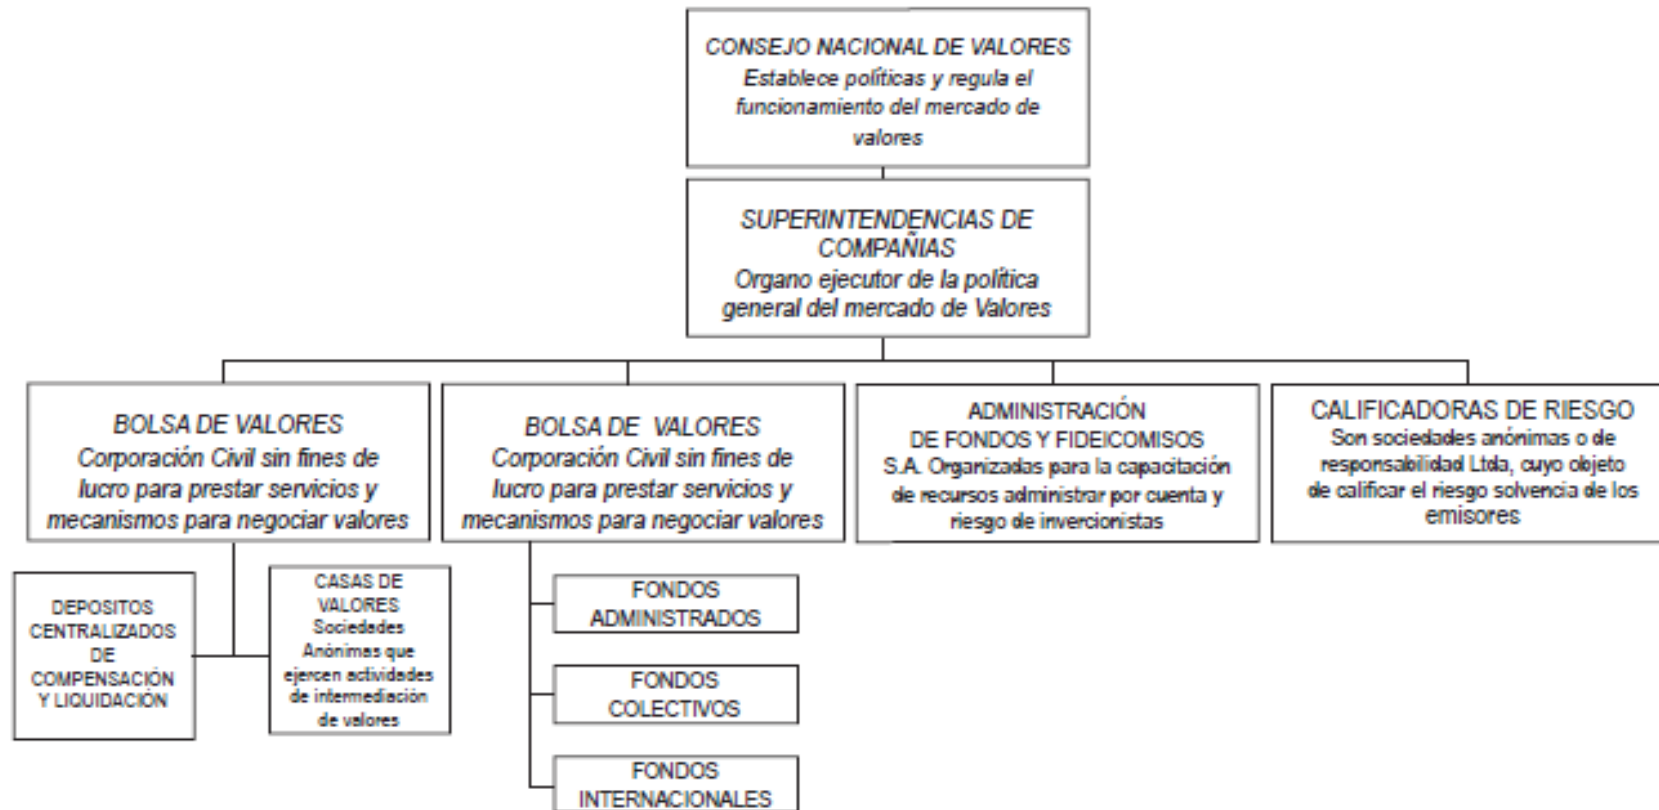 CONSEJO NACIONAL DE VALORES
Establece políticas y regula el
funcionamiento del mercado de
valores
SUPERINTENDENCIAS DE
COMPAÑIAS
Organo ejecutor de la política
general del mercado de Valores
BOLSA DE VALORES
Corporación Civil sin fines de
lucro para prestar servicios y
mecanismos para negociar valores
BOLSA DE VALORES
Corporación Civil sin fines de
lucro para prestar servicios y
mecanismos para negociar valores
ADMINISTRACIÓN
DE FONDOS Y FIDEICOMISOS
S.A. Organizadas para la capacitación
de recursos administrar por cuenta y
riesgo de invercionistas
CALIFICADORAS DE RIESGO
Son sociedades anónimas o de
responsabilidad Ltda, cuyo objeto
de calificar el riesgo solvencia de los
emisores
DEPOSITOS
CENTRALIZADOS
DE
COMPENSACIÓN
Y LIQUIDACIÓN
CASAS DE
VALORES
Sociedades
Anónimas que
ejercen actividades
de intermediación
de valores
FONDOS
ADMINISTRADOS
FONDOS
COLECTIVOS
FONDOS
INTERNACIONALES